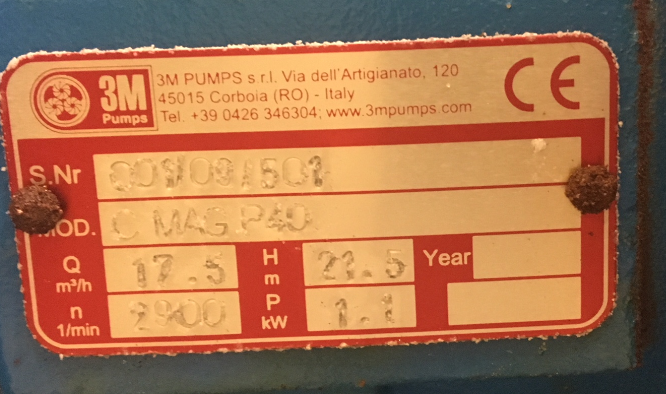 3M
Pumps
3M PUMPS s.r.l. Via dell'Artigianato, 120
45015 Corboia (RO) - Italy
Tel. +39 0426 346304; www.3mpumps.com
CE
S.Nr
MOD. C MAG P40
Q m³/h 17.5 H m 21.5 Year
n 1/min 2900 P kW 1.1